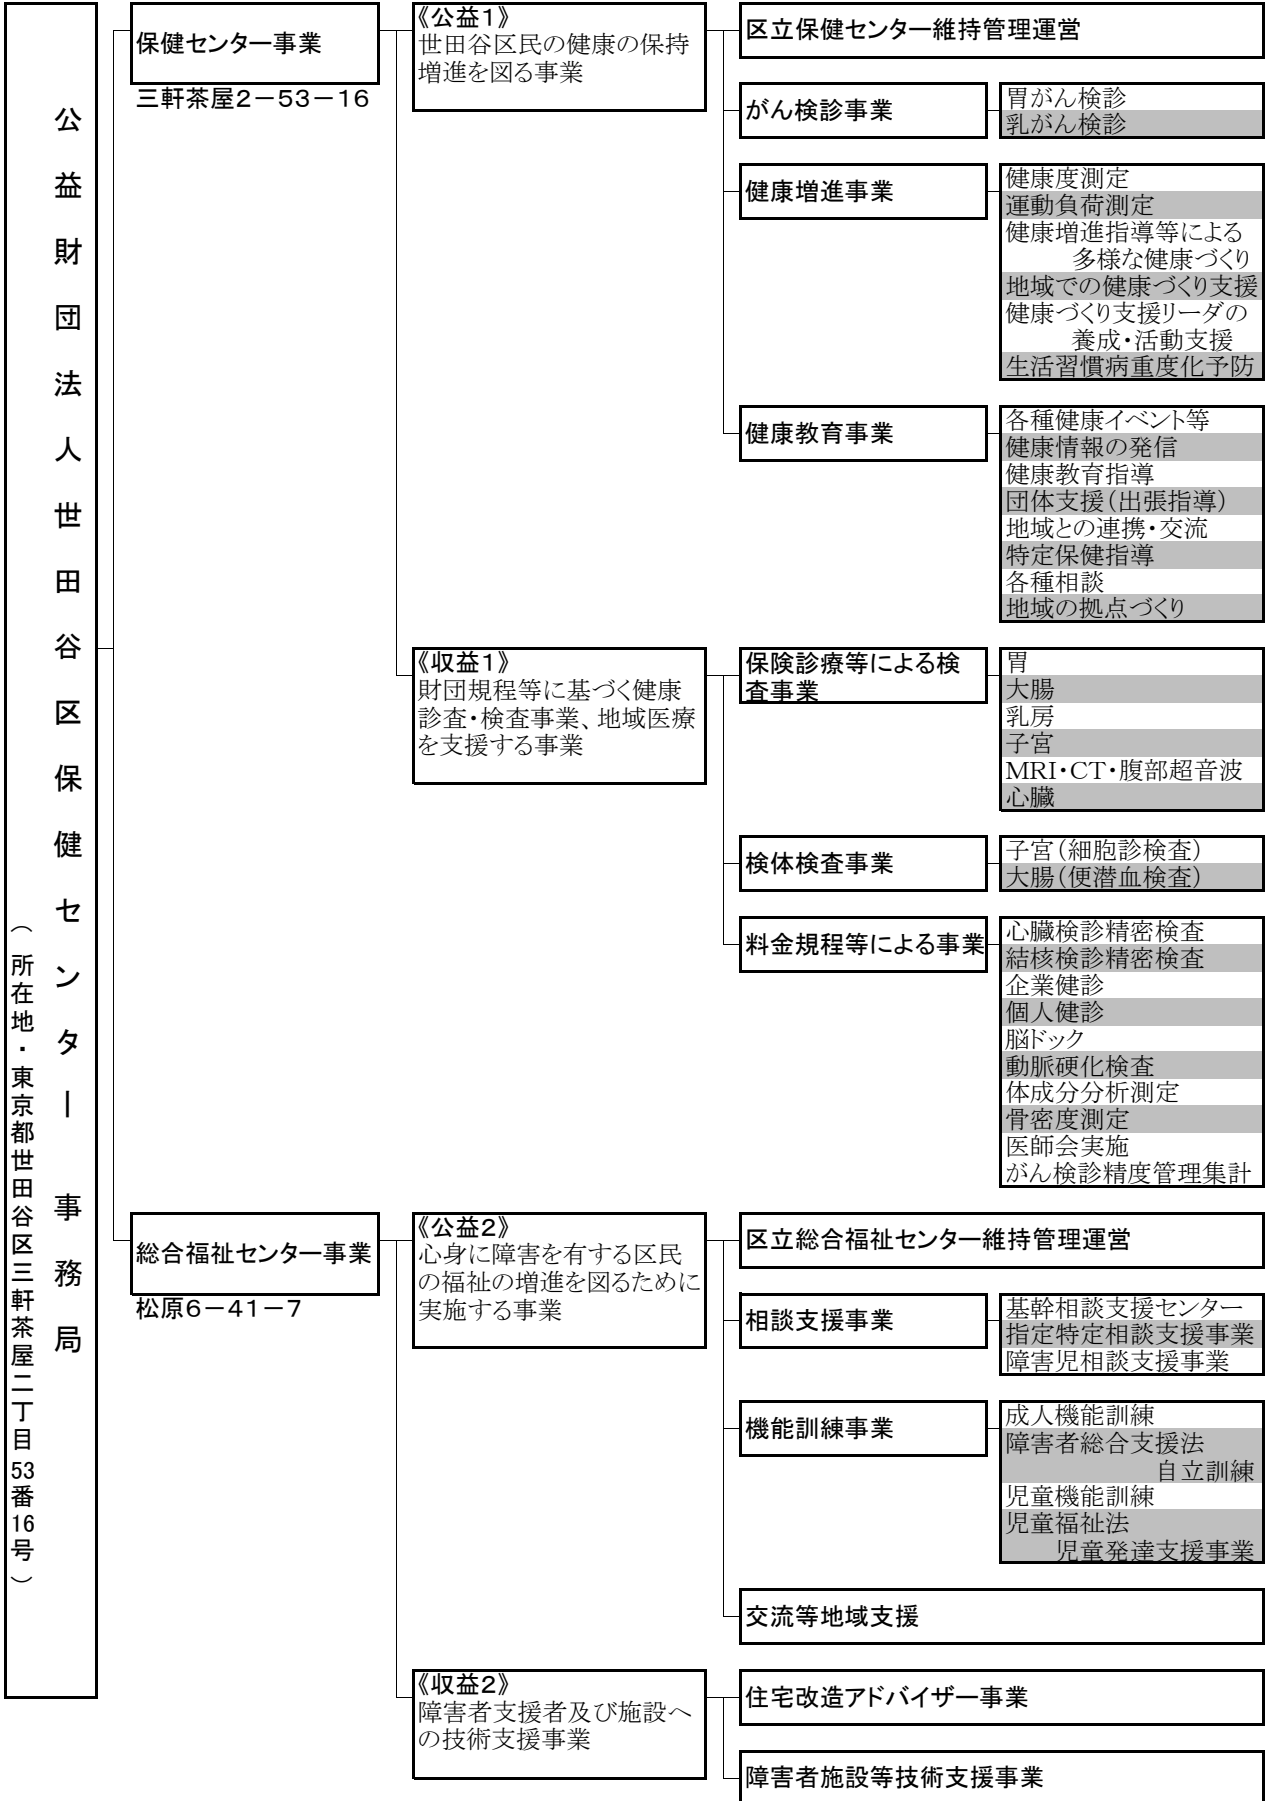 公益財団法人世田谷区保健センター 事務局
（所在地・東京都世田谷区三軒茶屋二丁目53番16号）
保健センター事業
三軒茶屋2－53－16
《公益1》
世田谷区民の健康の保持
増進を図る事業
区立保健センター維持管理運営
がん検診事業
胃がん検診
乳がん検診
健康増進事業
健康度測定
運動負荷測定
健康増進指導等による
多様な健康づくり
地域での健康づくり支援
健康づくり支援リーダの
養成・活動支援
生活習慣病重度化予防
健康教育事業
各種健康イベント等
健康情報の発信
健康教育指導
団体支援（出張指導）
地域との連携・交流
特定保健指導
各種相談
地域の拠点づくり
《収益1》
財団規程等に基づく健康
診査・検査事業、地域医療
を支援する事業
保険診療等による検
査事業
胃
大腸
乳房
子宮
MRI・CT・腹部超音波
心臓
検体検査事業
子宮（細胞診検査）
大腸（便潜血検査）
料金規程等による事業
心臓検診精密検査
結核検診精密検査
企業健診
個人健診
脳ドック
動脈硬化検査
体成分分析測定
骨密度測定
医師会実施
がん検診精度管理集計
総合福祉センター事業
松原6－41－7
《公益2》
心身に障害を有する区民
の福祉の増進を図るために
実施する事業
区立総合福祉センター維持管理運営
相談支援事業
基幹相談支援センター
指定特定相談支援事業
障害児相談支援事業
機能訓練事業
成人機能訓練
障害者総合支援法
自立訓練
児童機能訓練
児童福祉法
児童発達支援事業
交流等地域支援
《収益2》
障害者支援者及び施設へ
の技術支援事業
住宅改造アドバイザー事業
障害者施設等技術支援事業